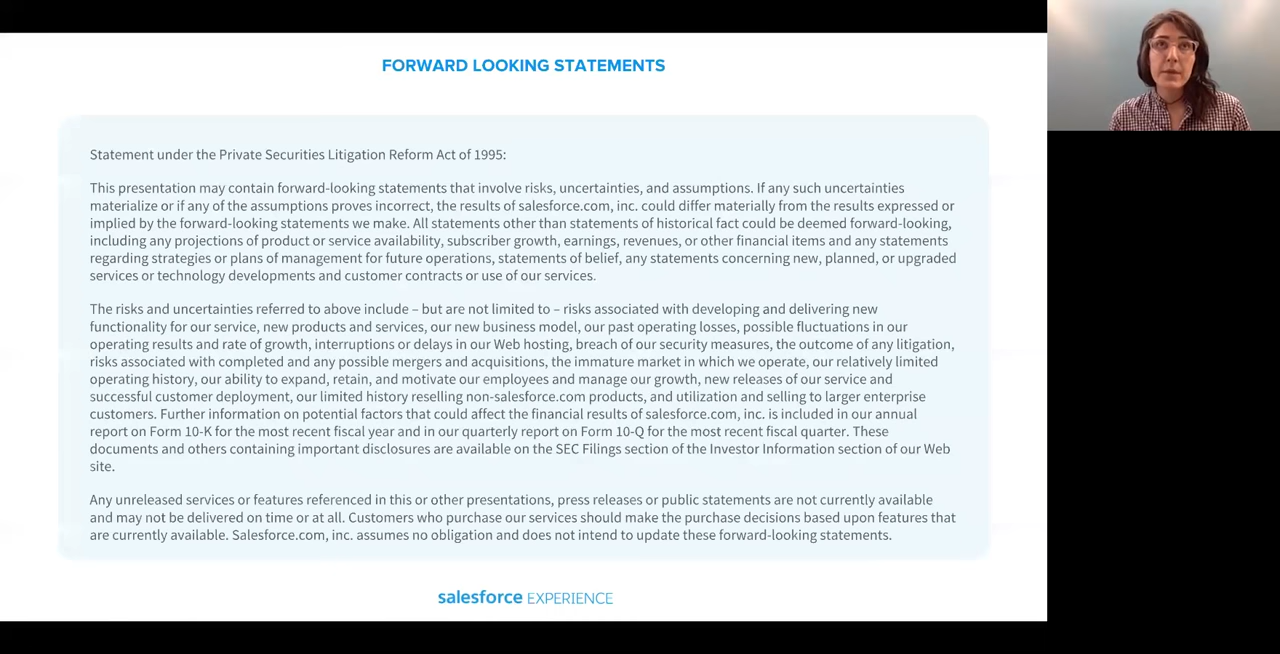 FORWARD LOOKING STATEMENTS
Statement under the Private Securities Litigation Reform Act of 1995:
This presentation may contain forward-looking statements that involve risks, uncertainties, and assumptions. If any such uncertainties
materialize or if any of the assumptions proves incorrect, the results of salesforce.com, inc. could differ materially from the results expressed or
implied by the forward-looking statements we make. All statements other than statements of historical fact could be deemed forward-looking,
including any projections of product or service availability, subscriber growth, earnings, revenues, or other financial items and any statements
regarding strategies or plans of management for future operations, statements of belief, any statements concerning new, planned, or upgraded
services or technology developments and customer contracts or use of our services.
The risks and uncertainties referred to above include – but are not limited to – risks associated with developing and delivering new
functionality for our service, new products and services, our new business model, our past operating losses, possible fluctuations in our
operating results and rate of growth, interruptions or delays in our Web hosting, breach of our security measures, the outcome of any litigation,
risks associated with completed and any possible mergers and acquisitions, the immature market in which we operate, our relatively limited
operating history, our ability to expand, retain, and motivate our employees and manage our growth, new releases of our service and
successful customer deployment, our limited history reselling non-salesforce.com products, and utilization and selling to larger enterprise
customers. Further information on potential factors that could affect the financial results of salesforce.com, inc. is included in our annual
report on Form 10-K for the most recent fiscal year and in our quarterly report on Form 10-Q for the most recent fiscal quarter. These
documents and others containing important disclosures are available on the SEC Filings section of the Investor Information section of our Web
site.
Any unreleased services or features referenced in this or other presentations, press releases or public statements are not currently available
and may not be delivered on time or at all. Customers who purchase our services should make the purchase decisions based upon features that
are currently available. Salesforce.com, inc. assumes no obligation and does not intend to update these forward-looking statements.
salesforce EXPERIENCE